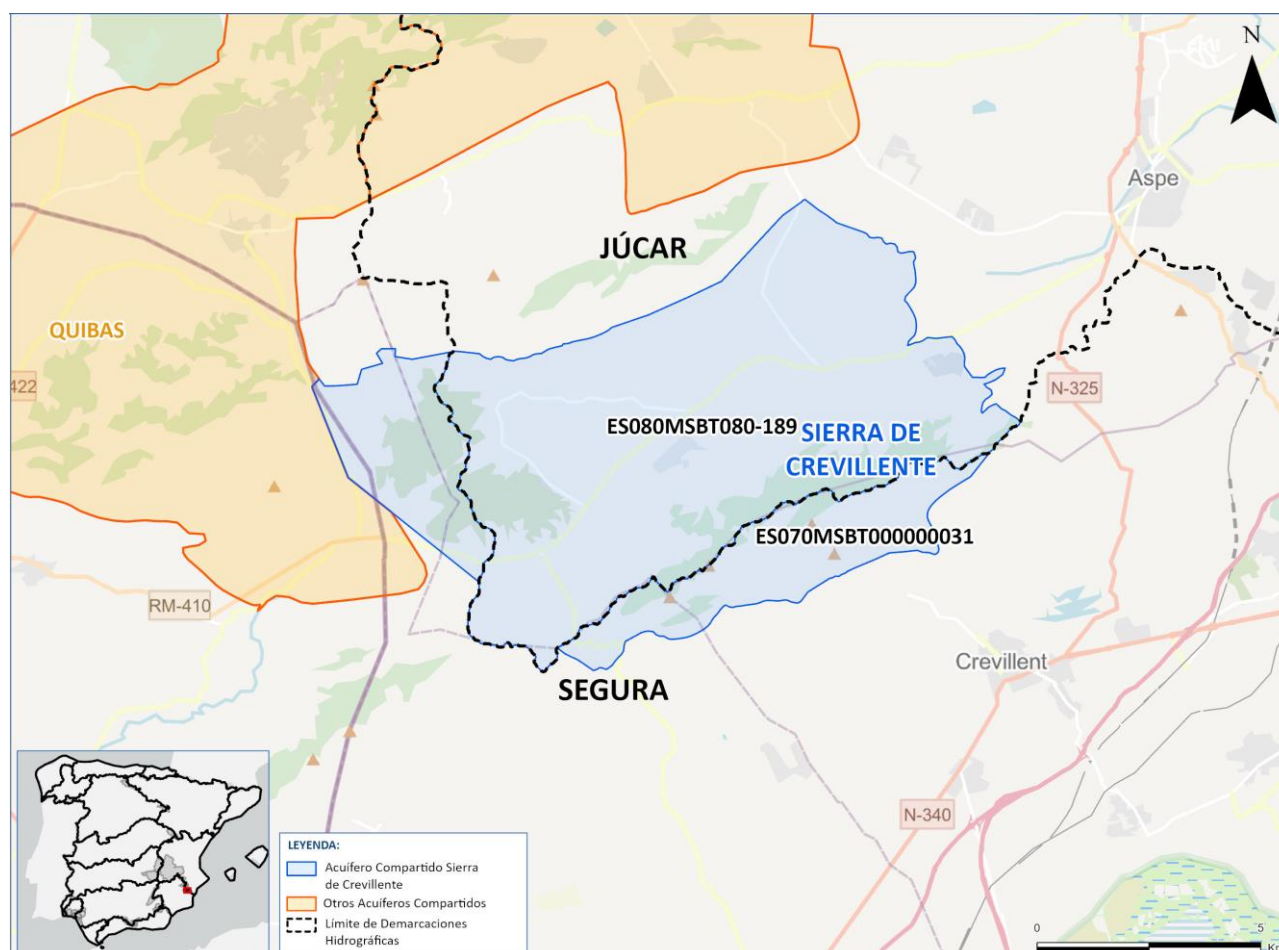 N
Aspe
JÚCAR
QUIBAS
422
N-325
ES080MSBT080-189
SIERRA DE
CREVILLENTE
ES070MSBT000000031
RM-410
Crevillent
SEGURA
N-340
LEYENDA:
Acuífero Compartido Sierra
de Crevillente
Otros Acuíferos Compartidos
Límite de Demarcaciones
Hidrográficas
0
5